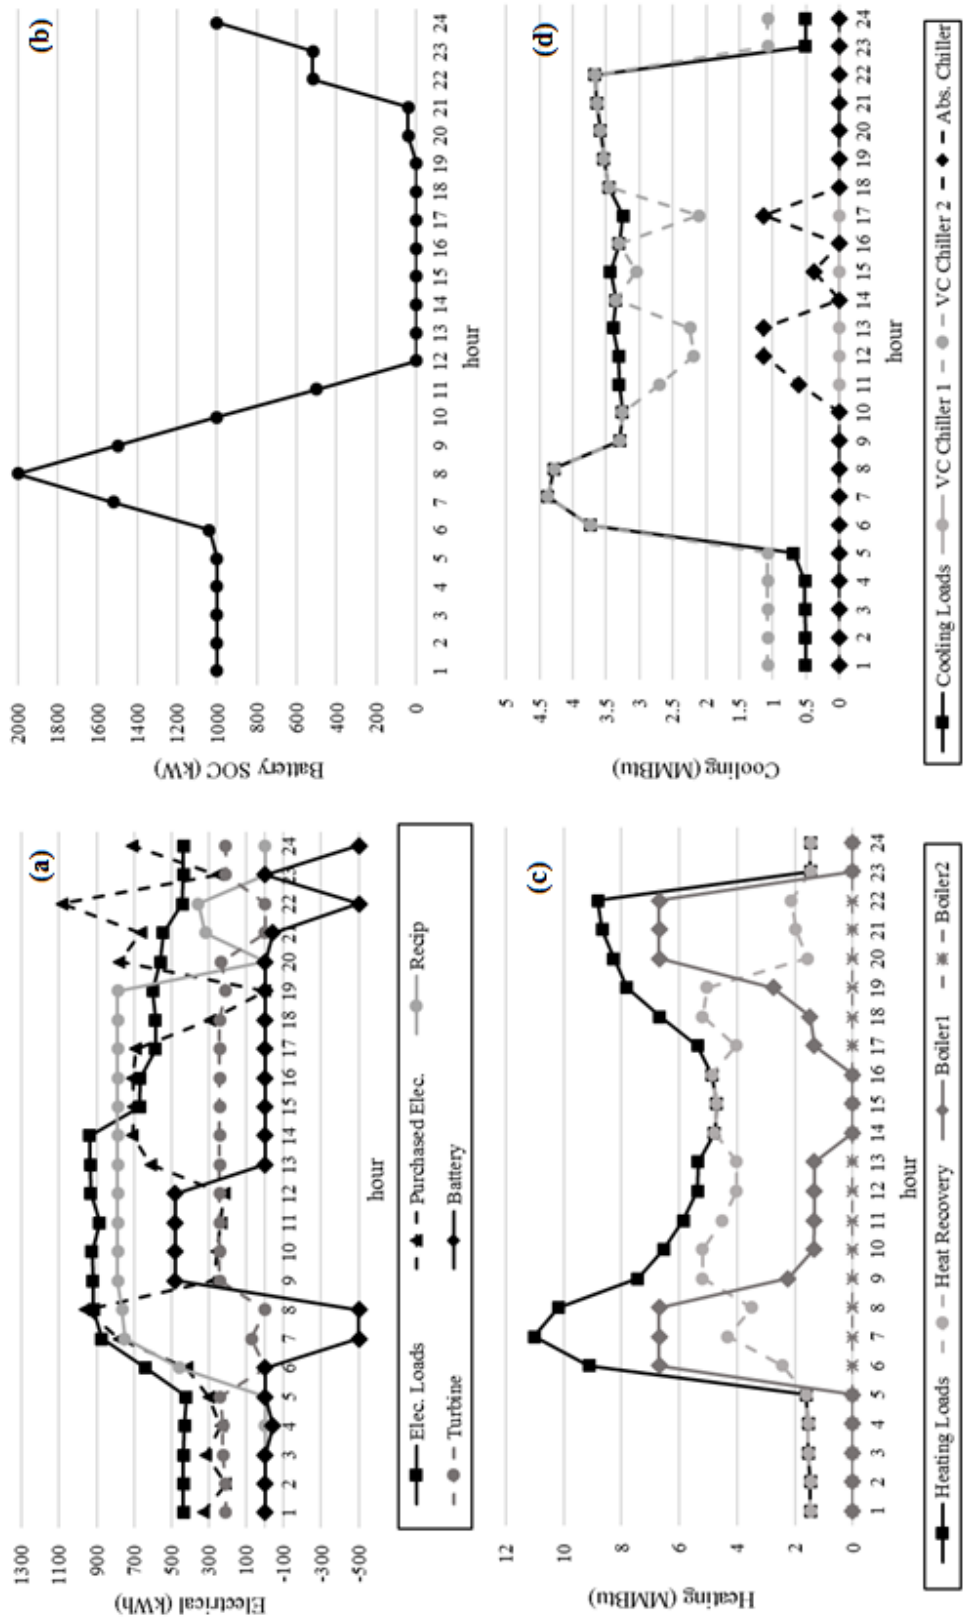 (a)
1300
1100
900
700
500
300
100
-100
-300
-500
Electrical (kWh)
1 2 3 4 5 6 7 8 9 10 11 12 13 14 15 16 17 18 19 20 21 22 23 24
hour
Elec. Loads
Purchased Elec.
Recip
Turbine
Battery
(b)
2000
1800
1600
1400
1200
1000
800
600
400
200
0
Battery SOC (kW)
1 2 3 4 5 6 7 8 9 10 11 12 13 14 15 16 17 18 19 20 21 22 23 24
hour
(c)
12
10
8
6
4
2
0
Heating (MMBtu)
1 2 3 4 5 6 7 8 9 10 11 12 13 14 15 16 17 18 19 20 21 22 23 24
hour
Heating Loads
Heat Recovery
Boiler1
Boiler2
(d)
5
4.5
4
3.5
3
2.5
2
1.5
1
0.5
0
Cooling (MMBtu)
1 2 3 4 5 6 7 8 9 10 11 12 13 14 15 16 17 18 19 20 21 22 23 24
hour
Cooling Loads
VC Chiller 1
VC Chiller 2
Abs. Chiller